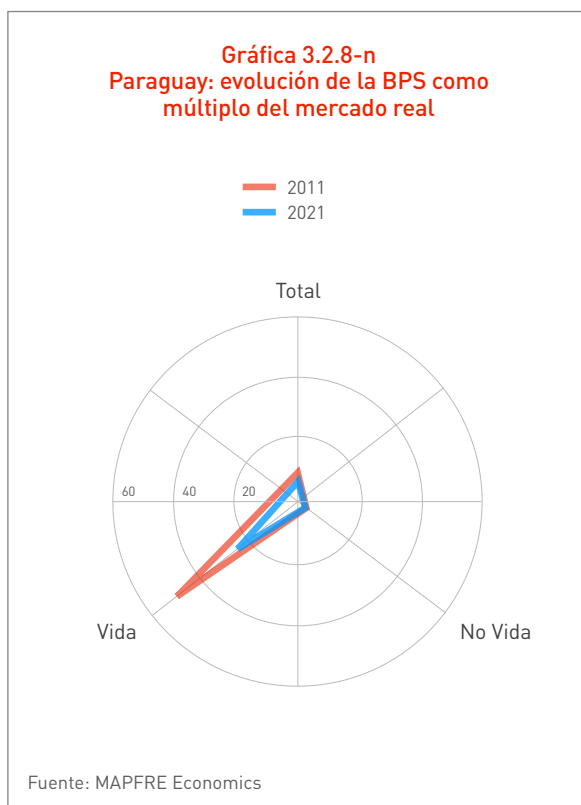 Gráfica 3.2.8-n
Paraguay: evolución de la BPS como
múltiplo del mercado real
2011
2021
Total
60 40 20
Vida
No Vida
Fuente: MAPFRE Economics